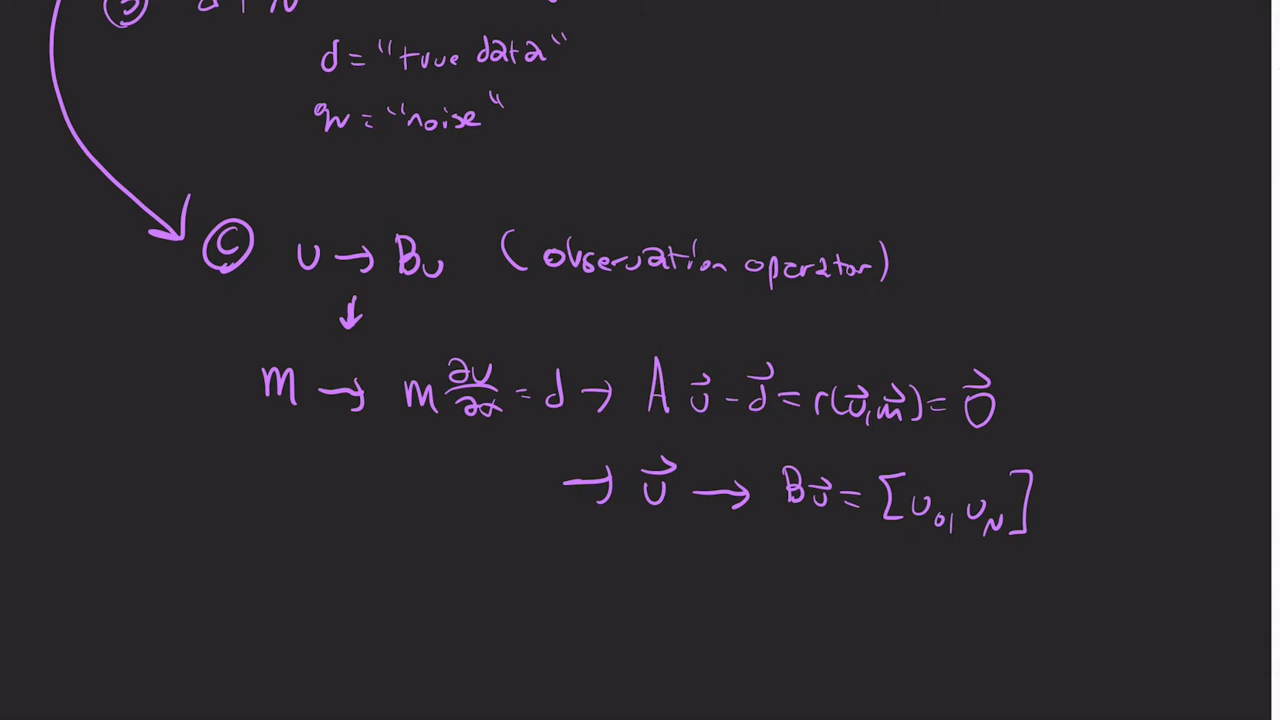 d = "true data"
η = "noise"
Ⓒ u → Bu (observation operator)
↓
m → m ∂u/∂x = d → A u⃗ - d⃗ = r(u⃗, m⃗) = 0⃗
→ u⃗ → Bu⃗ = [u₀, u_N]